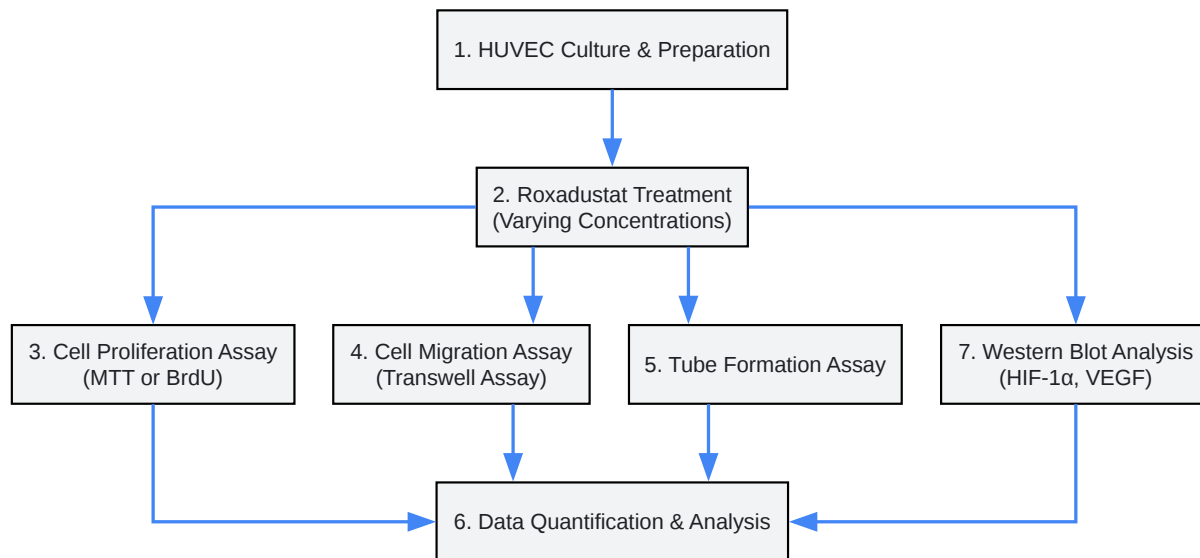 1. HUVEC Culture & Preparation
2. Roxadustat Treatment
(Varying Concentrations)
3. Cell Proliferation Assay
(MTT or BrdU)
4. Cell Migration Assay
(Transwell Assay)
5. Tube Formation Assay
7. Western Blot Analysis
(HIF-1α, VEGF)
6. Data Quantification & Analysis